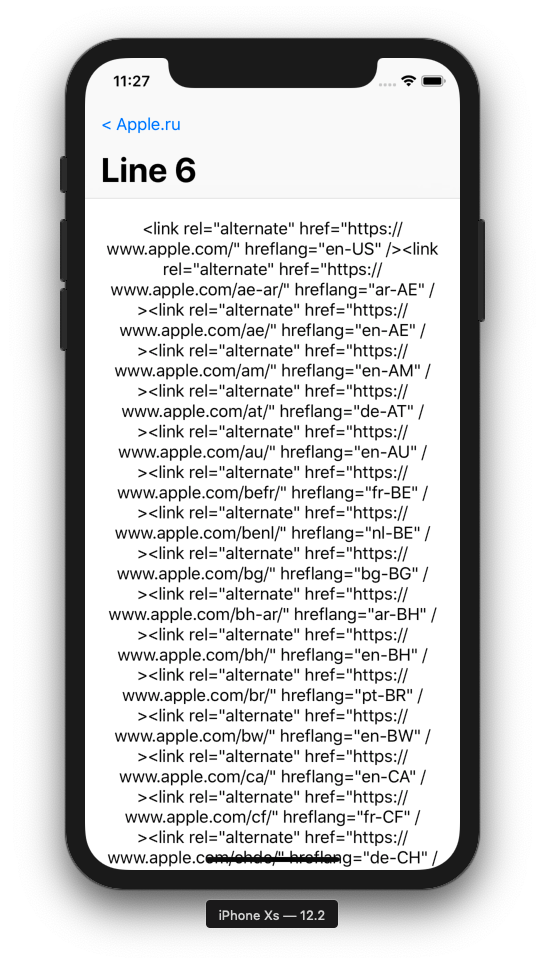 11:27
< Apple.ru
Line 6
<link rel="alternate" href="https://
www.apple.com/" hreflang="en-US" /><link
rel="alternate" href="https://
www.apple.com/ae-ar/" hreflang="ar-AE" /
><link rel="alternate" href="https://
www.apple.com/ae/" hreflang="en-AE" /
><link rel="alternate" href="https://
www.apple.com/am/" hreflang="en-AM" /
><link rel="alternate" href="https://
www.apple.com/at/" hreflang="de-AT" /
><link rel="alternate" href="https://
www.apple.com/au/" hreflang="en-AU" /
><link rel="alternate" href="https://
www.apple.com/befr/" hreflang="fr-BE" /
><link rel="alternate" href="https://
www.apple.com/benl/" hreflang="nl-BE" /
><link rel="alternate" href="https://
www.apple.com/bg/" hreflang="bg-BG" /
><link rel="alternate" href="https://
www.apple.com/bh-ar/" hreflang="ar-BH" /
><link rel="alternate" href="https://
www.apple.com/bh/" hreflang="en-BH" /
><link rel="alternate" href="https://
www.apple.com/br/" hreflang="pt-BR" /
><link rel="alternate" href="https://
www.apple.com/bw/" hreflang="en-BW" /
><link rel="alternate" href="https://
www.apple.com/ca/" hreflang="en-CA" /
><link rel="alternate" href="https://
www.apple.com/cf/" hreflang="fr-CF" /
><link rel="alternate" href="https://
www.apple.com/chde/" hreflang="de-CH" /
iPhone Xs — 12.2